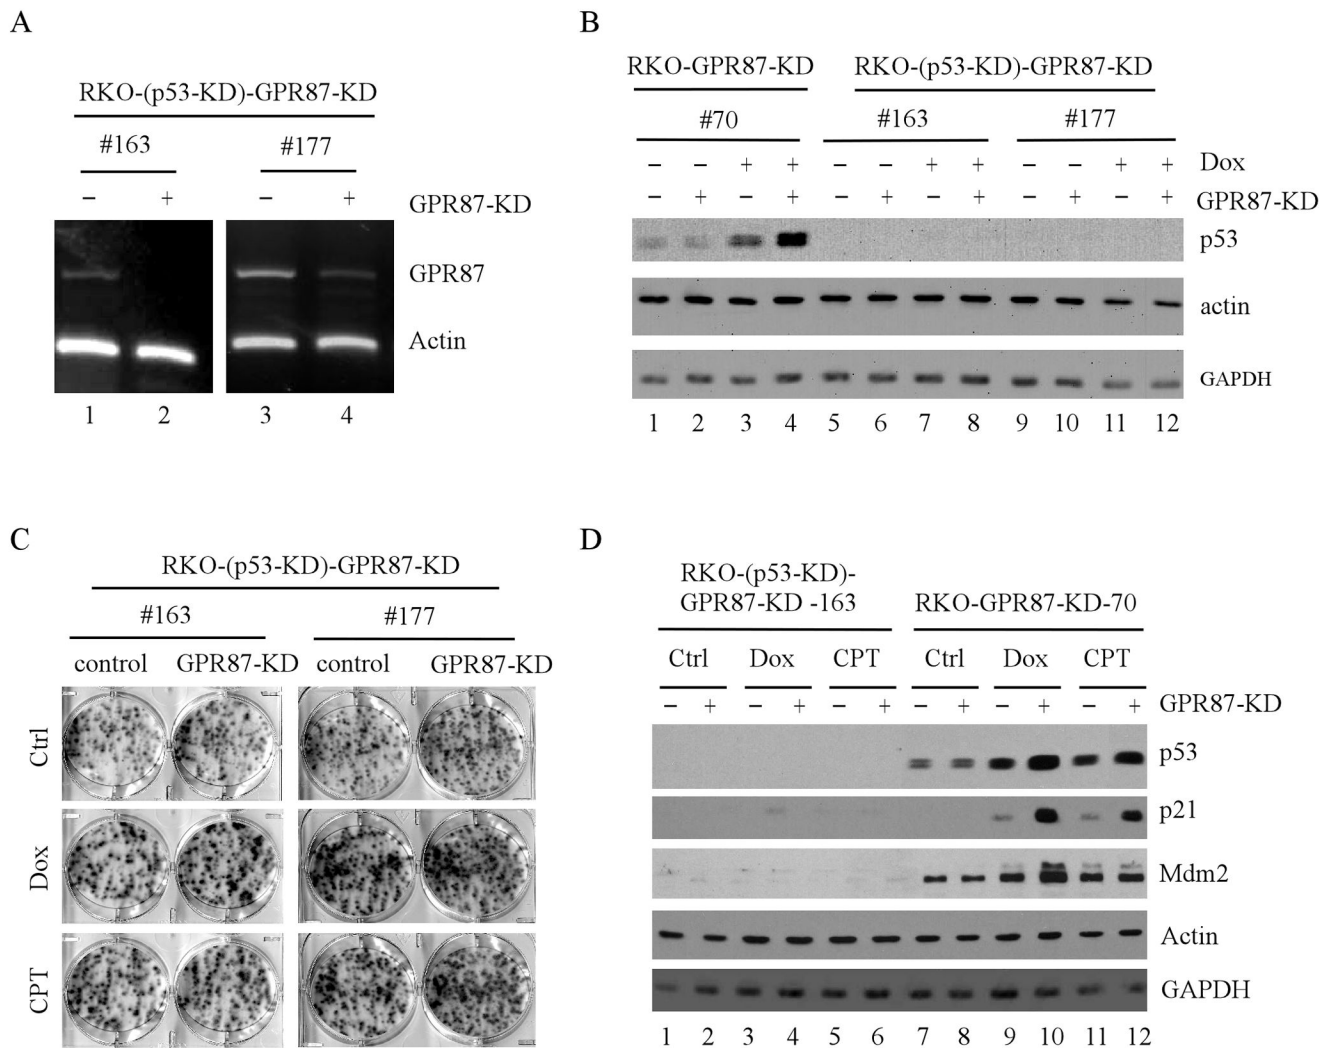 A
RKO-(p53-KD)-GPR87-KD
#163 #177
– + – + GPR87-KD
GPR87
Actin
1 2 3 4
B
RKO-GPR87-KD RKO-(p53-KD)-GPR87-KD
#70 #163 #177
– – + + – – + + – – + + Dox
– + – + – + – + – + – + GPR87-KD
p53
actin
GAPDH
1 2 3 4 5 6 7 8 9 10 11 12
C
RKO-(p53-KD)-GPR87-KD
#163 #177
control GPR87-KD control GPR87-KD
Ctrl
Dox
CPT
D
RKO-(p53-KD)-
GPR87-KD -163 RKO-GPR87-KD-70
Ctrl Dox CPT Ctrl Dox CPT
– + – + – + – + – + – + GPR87-KD
p53
p21
Mdm2
Actin
GAPDH
1 2 3 4 5 6 7 8 9 10 11 12